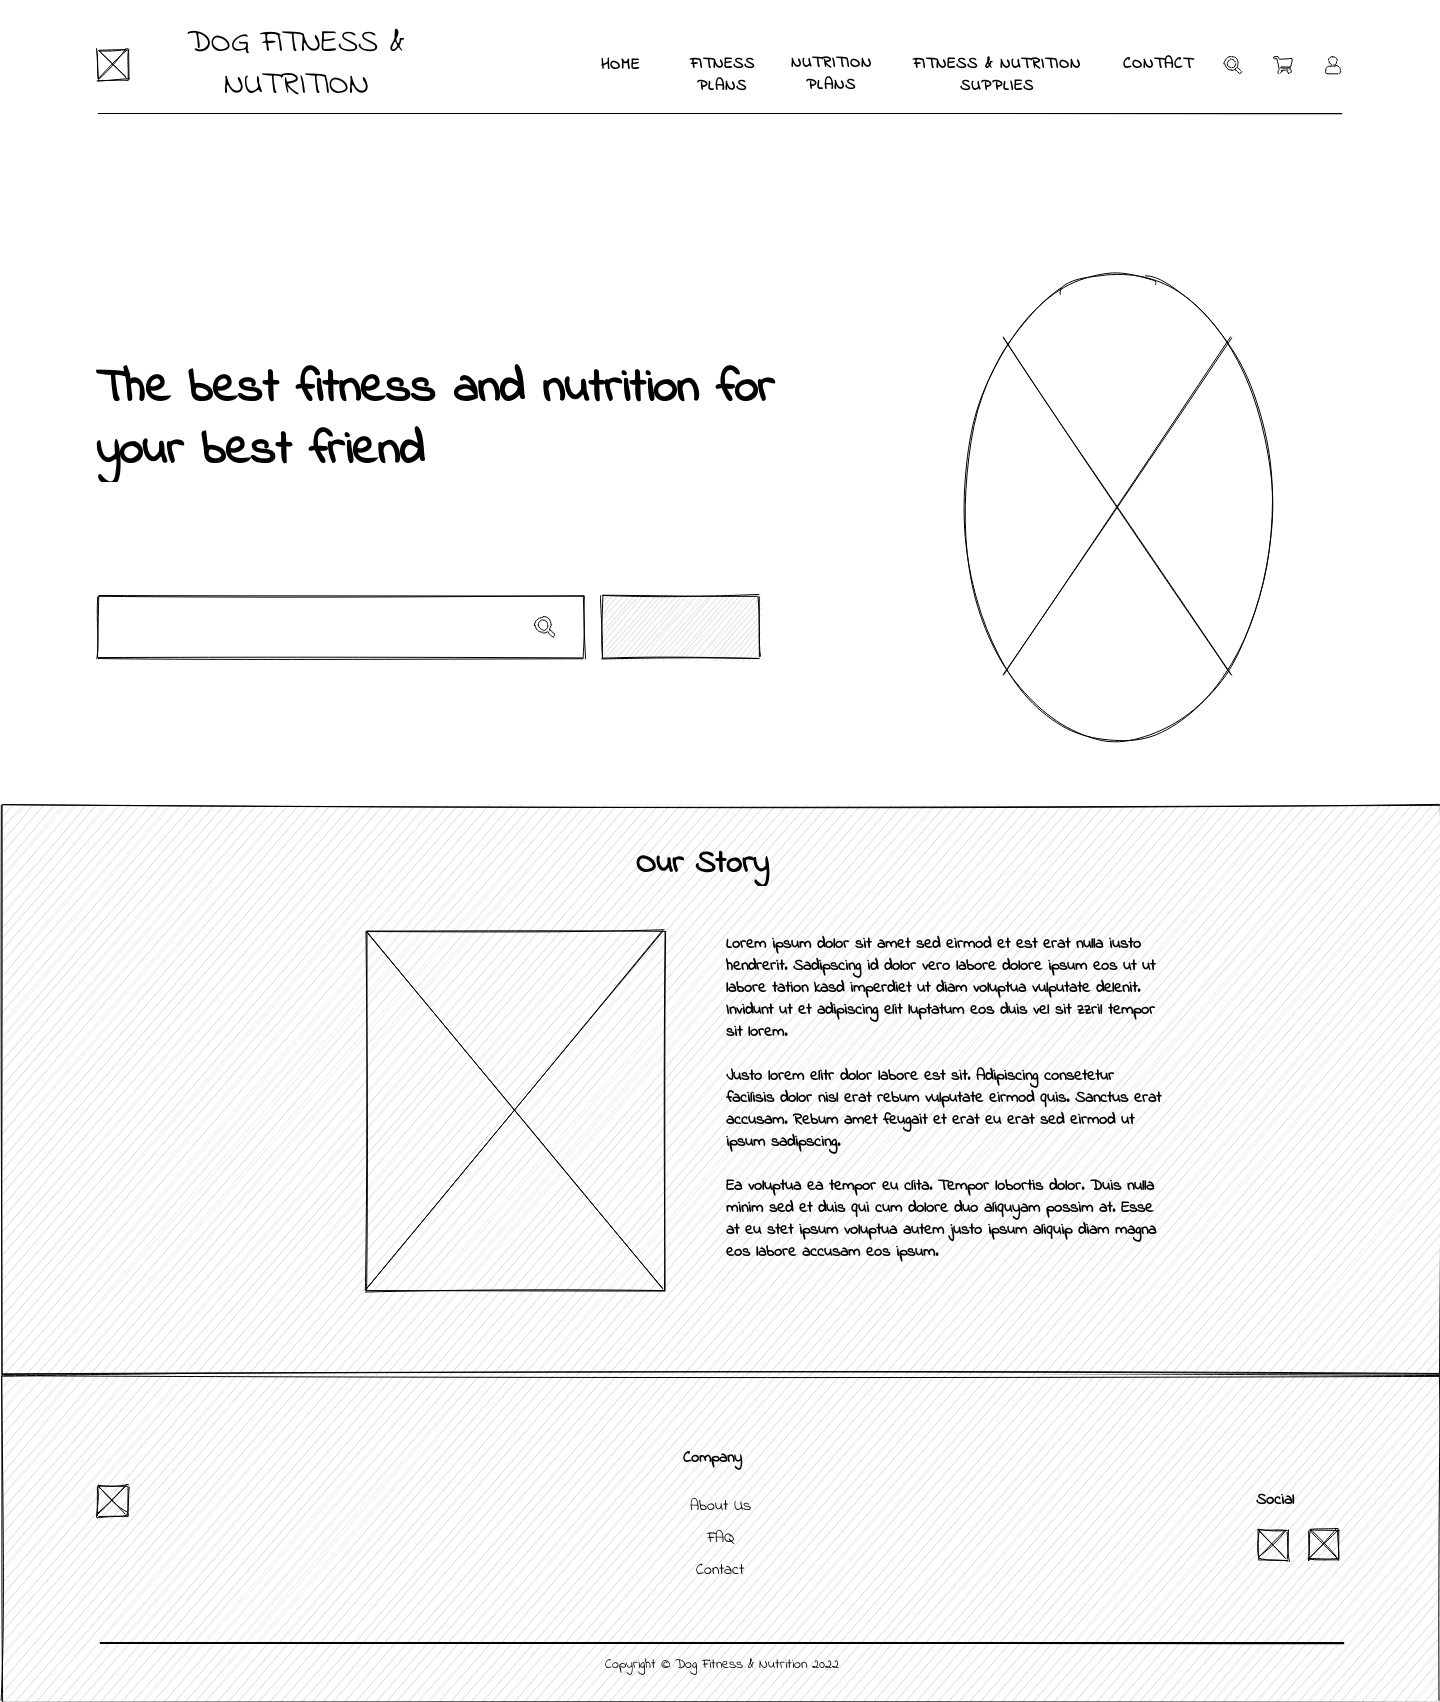 DOG FITNESS &
NUTRITION
HOME
FITNESS
PLANS
NUTRITION
PLANS
FITNESS & NUTRITION
SUPPLIES
CONTACT
The best fitness and nutrition for
your best friend
Our Story
Lorem ipsum dolor sit amet sed eirmod et est erat nulla iusto
hendrerit. Sadipscing id dolor vero labore dolore ipsum eos ut ut
labore tation kasd imperdiet ut diam voluptua vulputate delenit.
Invidunt ut et adipiscing elit luptatum eos duis vel sit zzril tempor
sit lorem.
Justo lorem elitr dolor labore est sit. Adipiscing consetetur
facilisis dolor nisl erat rebum vulputate eirmod quis. Sanctus erat
accusam. Rebum amet feugait et erat eu erat sed eirmod ut
ipsum sadipscing.
Ea voluptua ea tempor eu clita. Tempor lobortis dolor. Duis nulla
minim sed et duis qui cum dolore duo aliquyam possim at. Esse
at eu stet ipsum voluptua autem justo ipsum aliquip diam magna
eos labore accusam eos ipsum.
Company
About Us
FAQ
Contact
Social
Copyright © Dog Fitness & Nutrition 2022